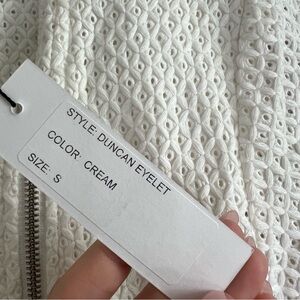 STYLE: DUNCAN EYELET
COLOR: CREAM
SIZE: S